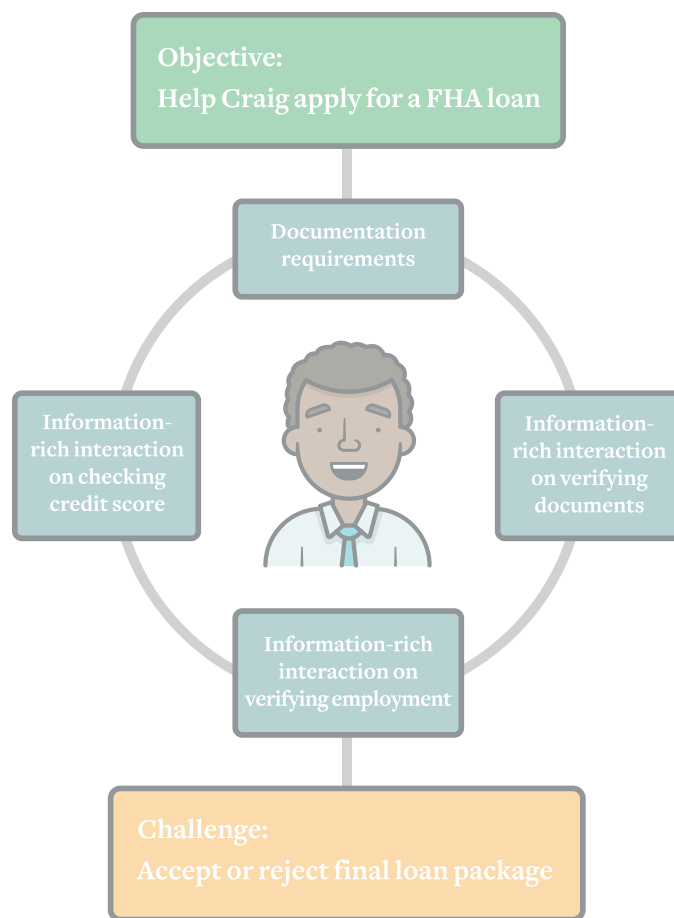 Objective:
Help Craig apply for a FHA loan
Documentation
requirements
Information-
rich interaction
on checking
credit score
Information-
rich interaction
on verifying
documents
Information-rich
interaction on
verifying employment
Challenge:
Accept or reject final loan package